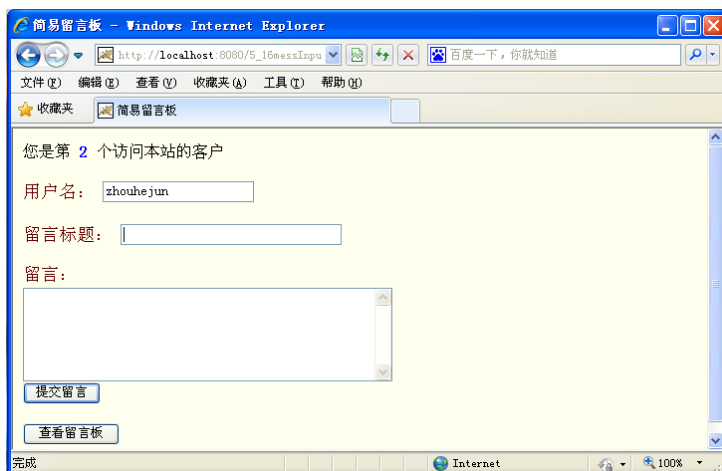 简易留言板 - Windows Internet Explorer
http://localhost:8080/5_16messInpu
百度一下，你就知道
文件(F) 编辑(E) 查看(V) 收藏夹(A) 工具(T) 帮助(H)
收藏夹 简易留言板
您是第 2 个访问本站的客户
用户名： zhouhejun
留言标题：
留言：
提交留言
查看留言板
完成 Internet 100%